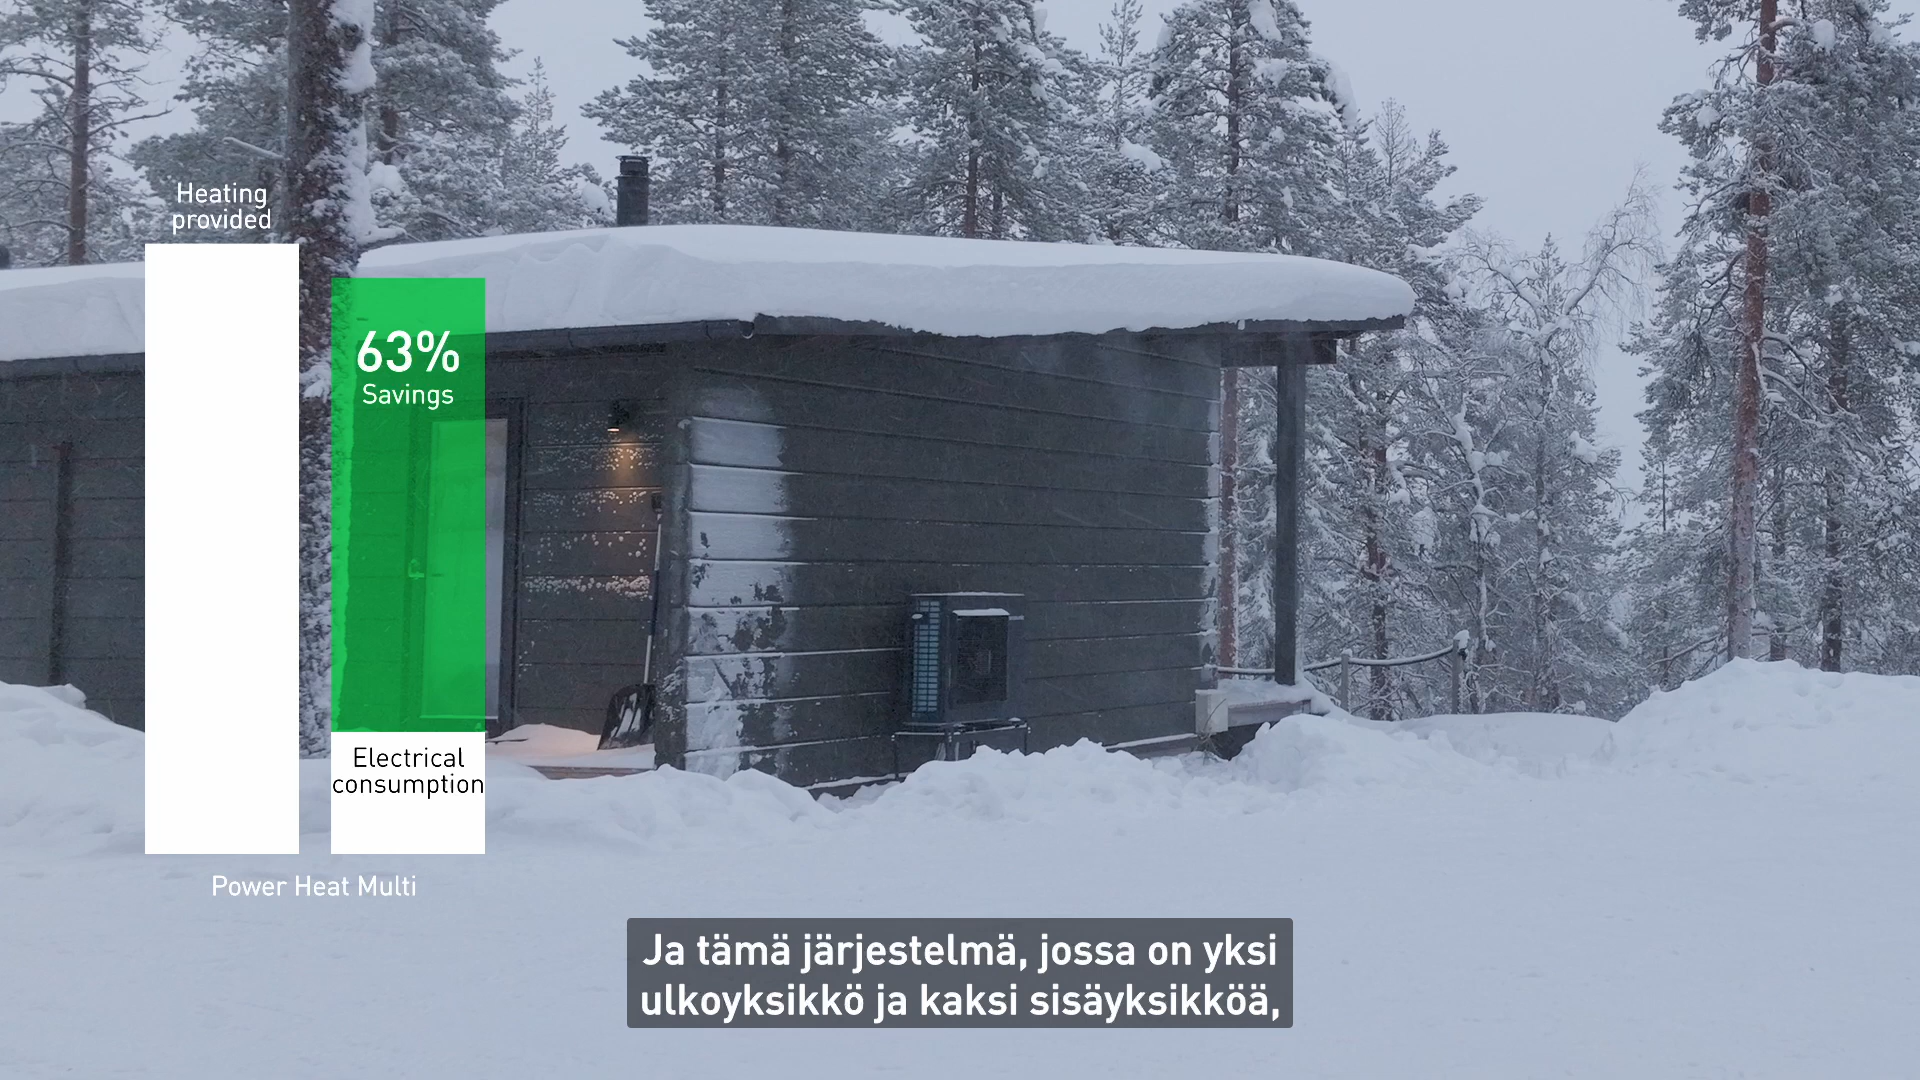 Heating
provided
63%
Savings
Electrical
consumption
Power Heat Multi
Ja tämä järjestelmä, jossa on yksi
ulkoyksikkö ja kaksi sisäyksikköä,